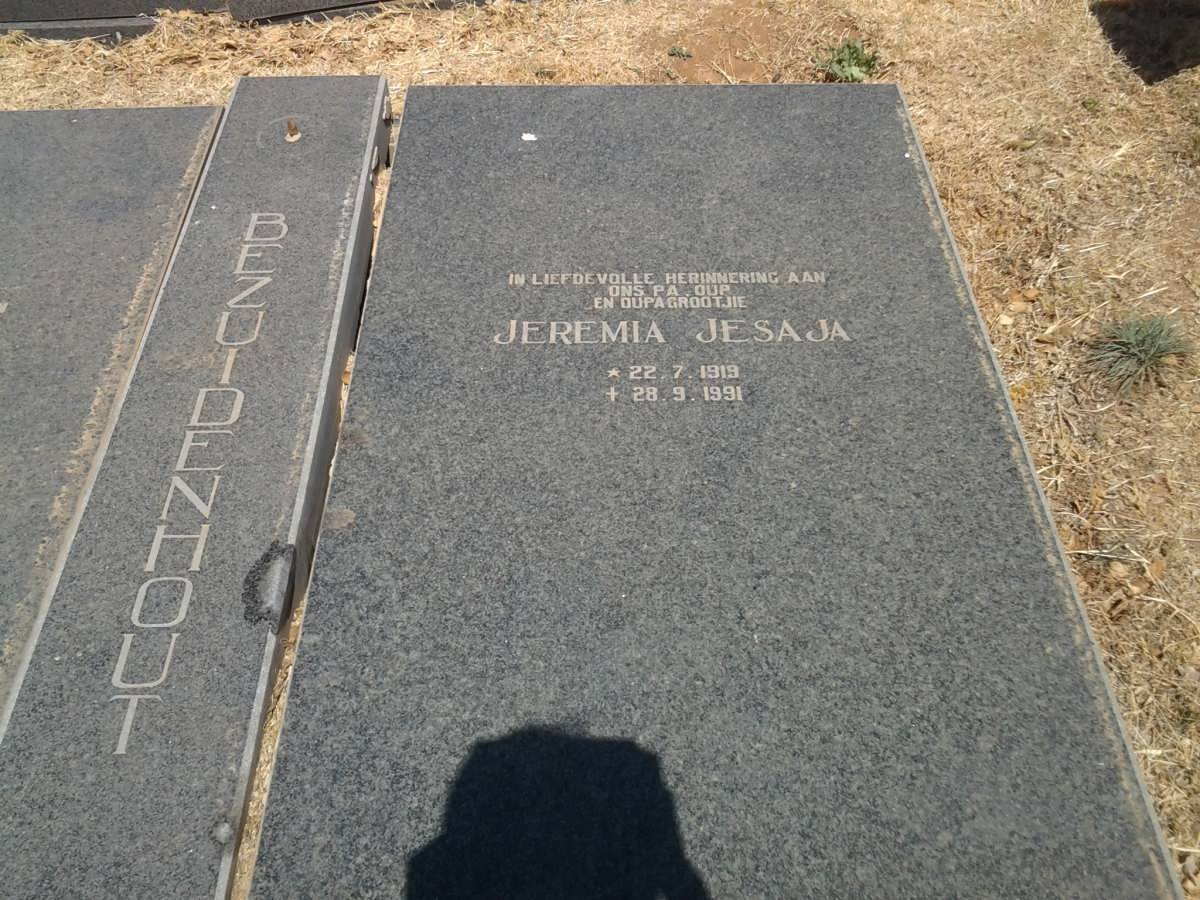 BEZUIDENHOUT
IN LIEFDEVOLLE HERINNERING AAN
ONS PA OUP
EN OUPAGROOTJIE
JEREMIA JESAJA
* 22.7.1919
† 28.9.1991